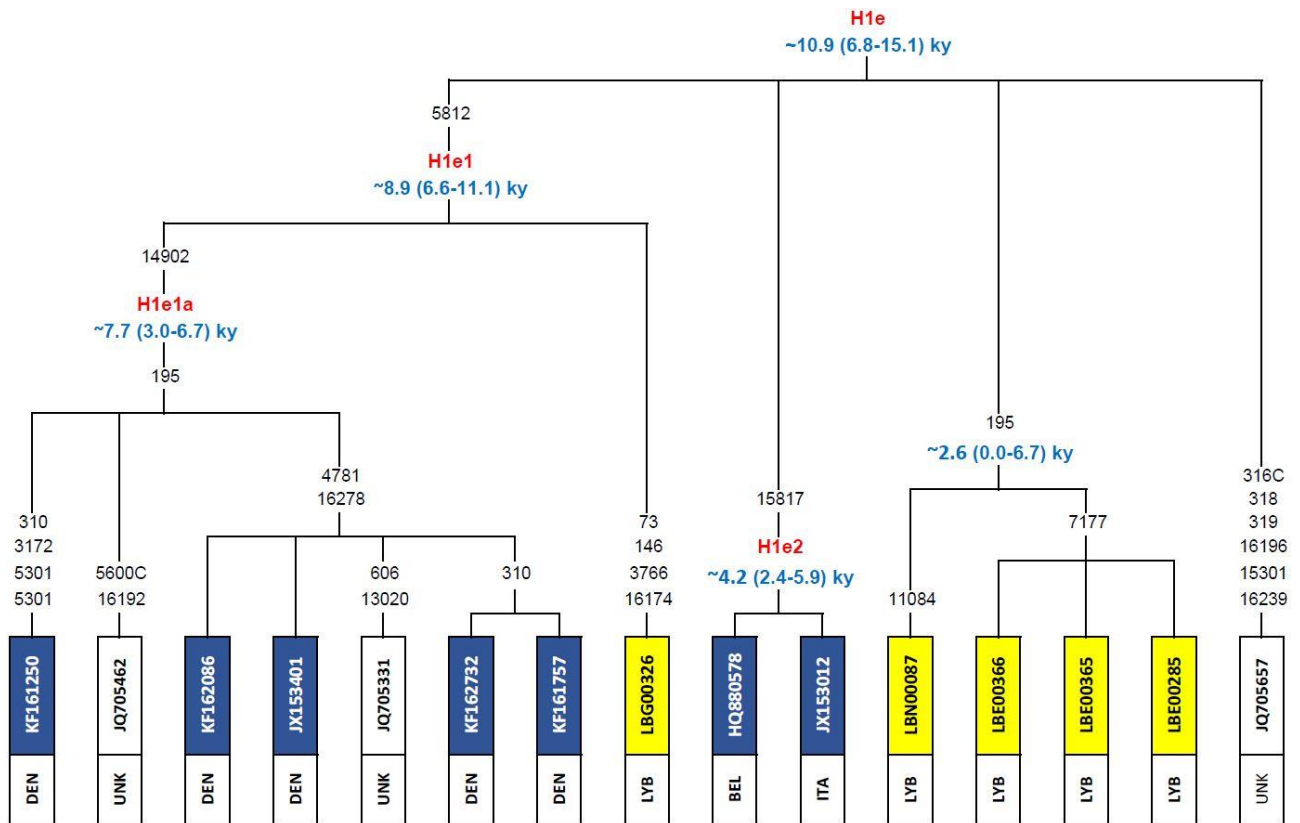 H1e
~10.9 (6.8-15.1) ky
5812
H1e1
~8.9 (6.6-11.1) ky
14902
H1e1a
~7.7 (3.0-6.7) ky
195
195
~2.6 (0.0-6.7) ky
4781
16278
310
3172
5301
5301
5600C
16192
606
13020
310
73
146
3766
16174
15817
H1e2
~4.2 (2.4-5.9) ky
7177
11084
316C
318
319
16196
15301
16239
KF161250
JQ705462
KF162086
JX153401
JQ705331
KF162732
KF161757
LBG00326
HQ880578
JX153012
LBN00087
LBE00366
LBE00365
LBE00285
JQ705657
DEN
UNK
DEN
DEN
UNK
DEN
DEN
LYB
BEL
ITA
LYB
LYB
LYB
LYB
UNK